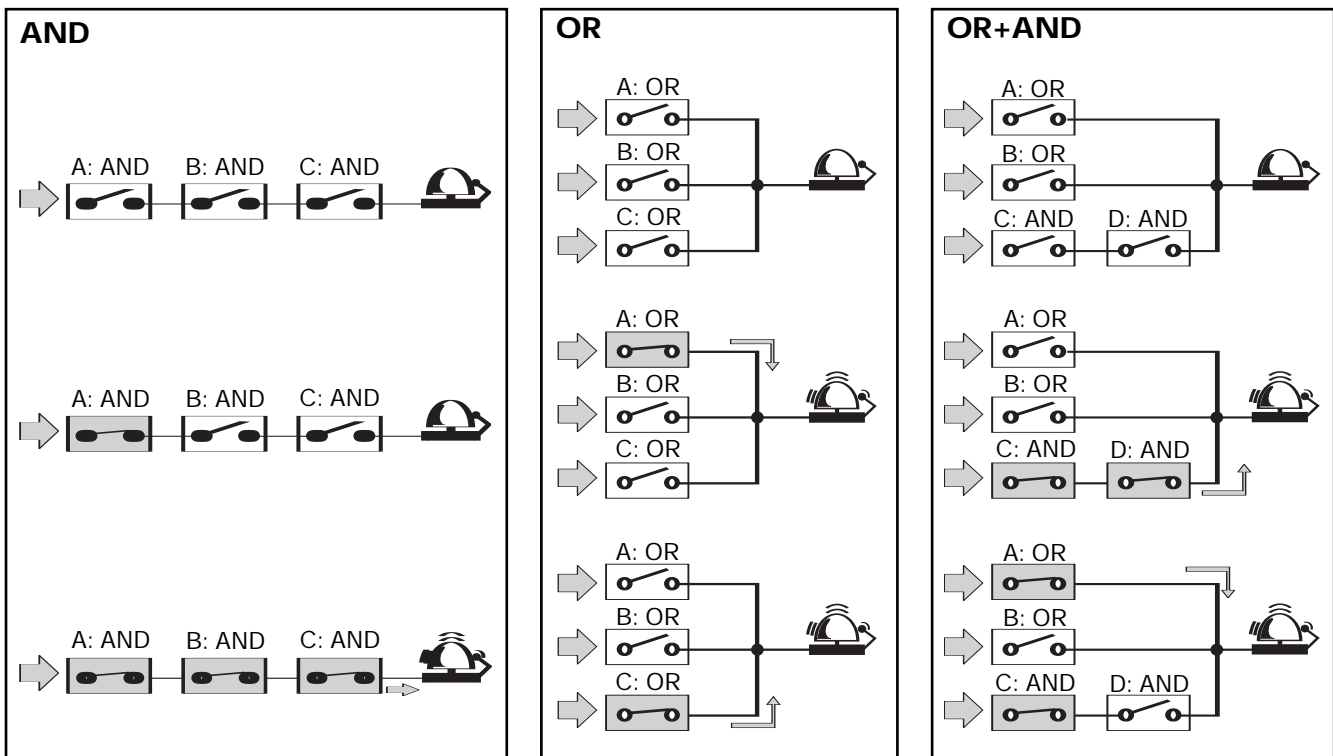 AND
A: AND B: AND C: AND
A: AND B: AND C: AND
A: AND B: AND C: AND
OR
A: OR
B: OR
C: OR
A: OR
B: OR
C: OR
A: OR
B: OR
C: OR
OR+AND
A: OR
B: OR
C: AND D: AND
A: OR
B: OR
C: AND D: AND
A: OR
B: OR
C: AND D: AND